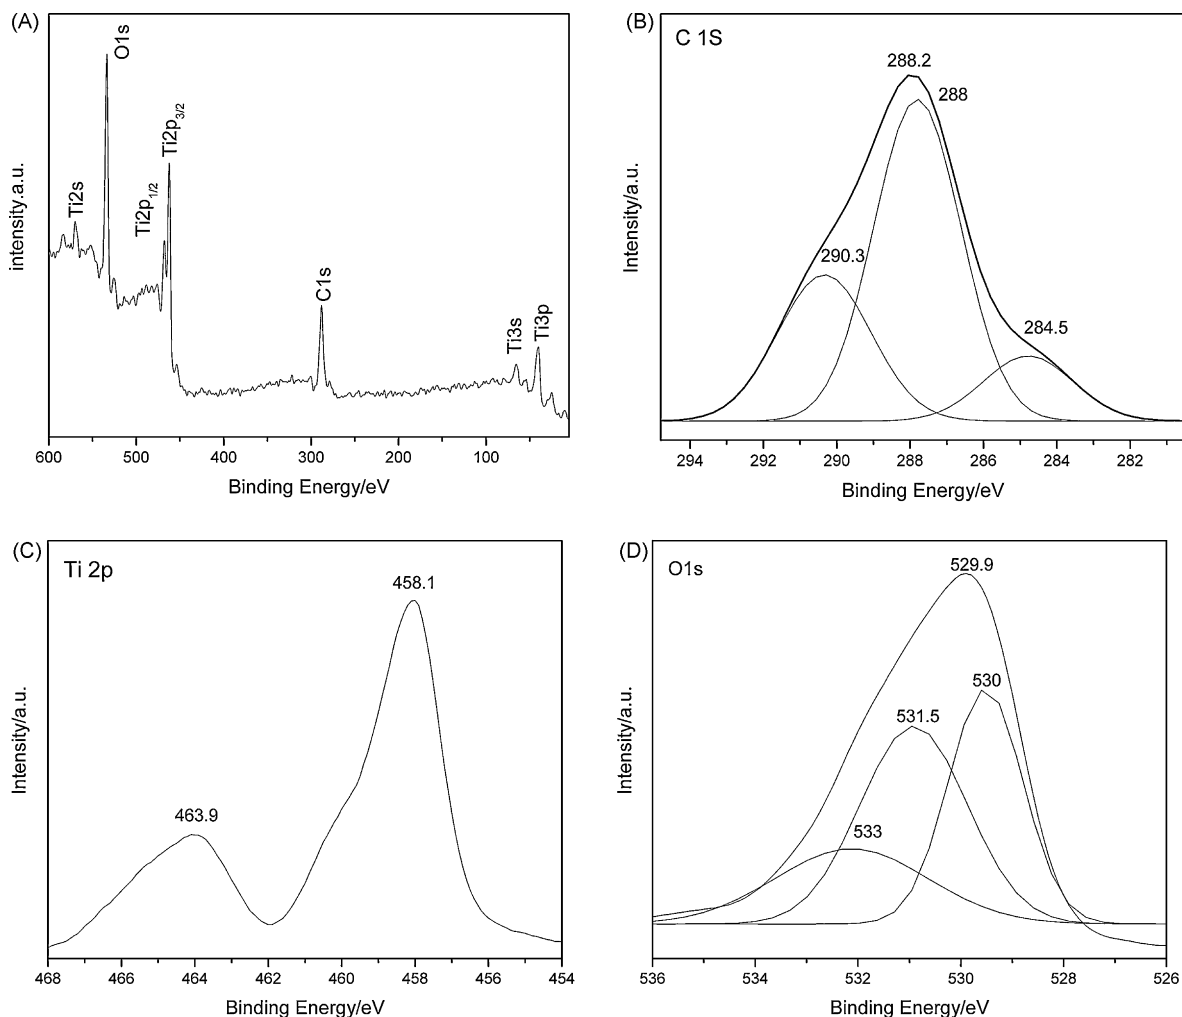 (A)
O1s
Ti2p3/2
Ti2s
Ti2p1/2
C1s
Ti3s
Ti3p
intensity.a.u.
600 500 400 300 200 100
Binding Energy/eV
(B)
C 1S
288.2
288
290.3
284.5
Intensity/a.u.
294 292 290 288 286 284 282
Binding Energy/eV
(C)
Ti 2p
458.1
463.9
Intensity/a.u.
468 466 464 462 460 458 456 454
Binding Energy/eV
(D)
O1s
529.9
530
531.5
533
Intensity/a.u.
536 534 532 530 528 526
Binding Energy/eV